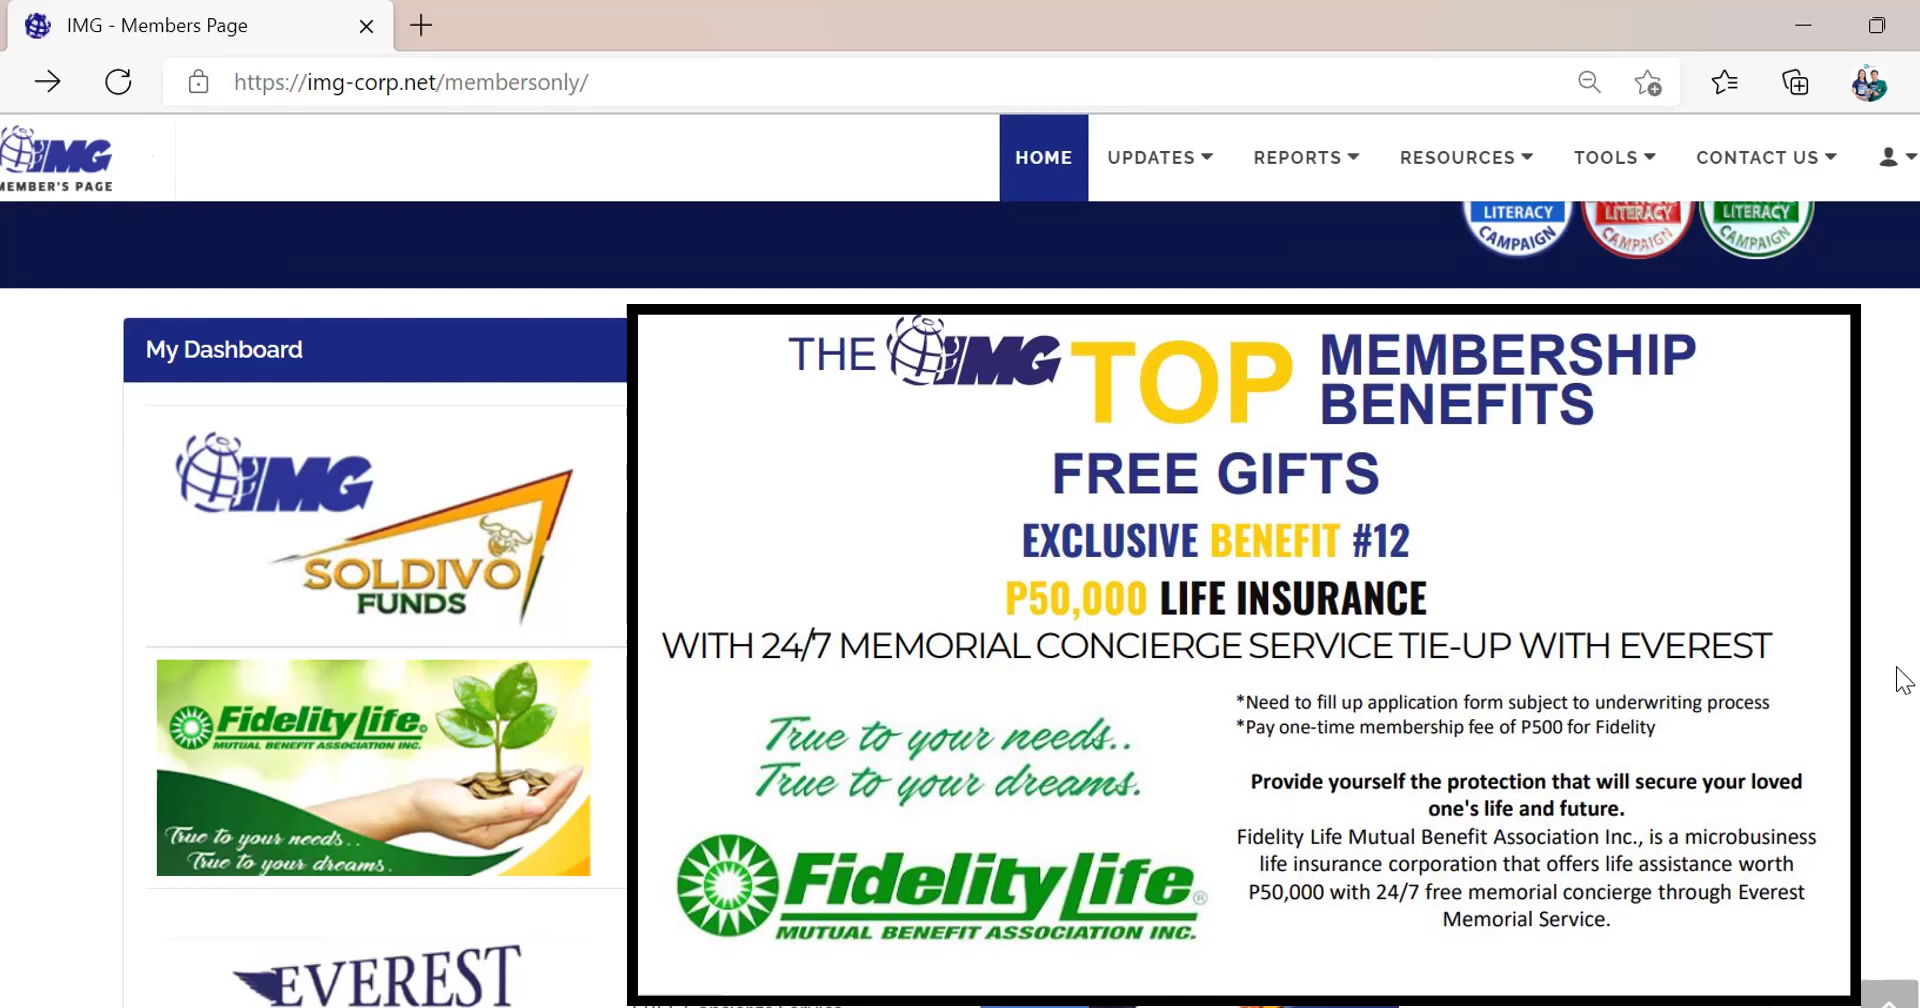 IMG - Members Page
https://img-corp.net/membersonly/
IMG
MEMBER'S PAGE
HOME
UPDATES
REPORTS
RESOURCES
TOOLS
CONTACT US
LITERACY
CAMPAIGN
LITERACY
CAMPAIGN
LITERACY
CAMPAIGN
My Dashboard
IMG
SOLDIVO
FUNDS
Fidelity Life®
MUTUAL BENEFIT ASSOCIATION INC.
True to your needs..
True to your dreams.
EVEREST
THE IMG TOP MEMBERSHIP
BENEFITS
FREE GIFTS
EXCLUSIVE BENEFIT #12
P50,000 LIFE INSURANCE
WITH 24/7 MEMORIAL CONCIERGE SERVICE TIE-UP WITH EVEREST
True to your needs..
True to your dreams.
Fidelity Life®
MUTUAL BENEFIT ASSOCIATION INC.
*Need to fill up application form subject to underwriting process
*Pay one-time membership fee of P500 for Fidelity
Provide yourself the protection that will secure your loved
one's life and future.
Fidelity Life Mutual Benefit Association Inc., is a microbusiness
life insurance corporation that offers life assistance worth
P50,000 with 24/7 free memorial concierge through Everest
Memorial Service.